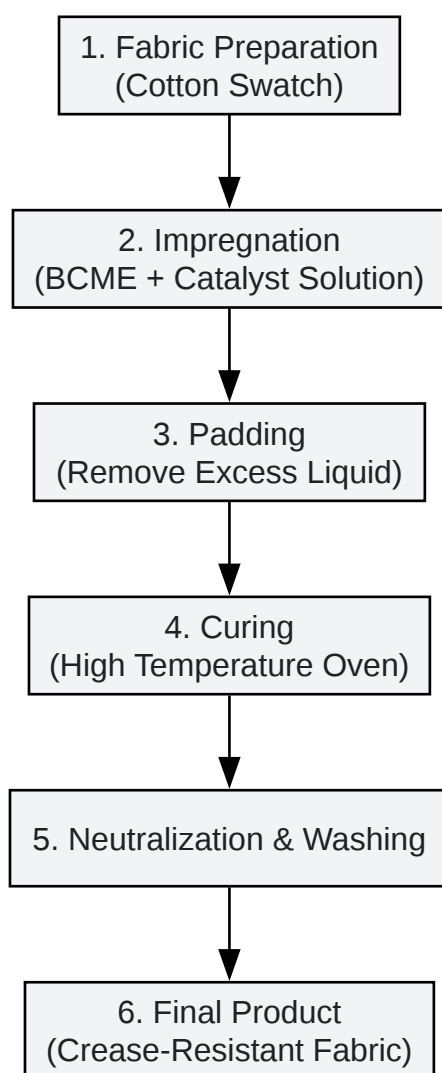 1. Fabric Preparation
(Cotton Swatch)
2. Impregnation
(BCME + Catalyst Solution)
3. Padding
(Remove Excess Liquid)
4. Curing
(High Temperature Oven)
5. Neutralization & Washing
6. Final Product
(Crease-Resistant Fabric)